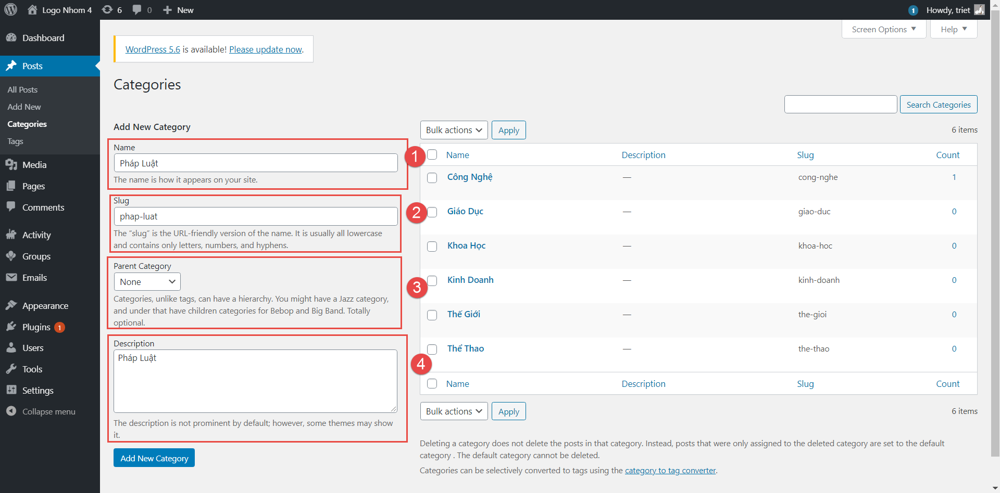 Logo Nhom 4
6
0
New
1
Howdy, triet
Screen Options
Help
Dashboard
Posts
All Posts
Add New
Categories
Tags
Media
Pages
Comments
Activity
Groups
Emails
Appearance
Plugins 1
Users
Tools
Settings
Collapse menu
WordPress 5.6 is available! Please update now.
Categories
Search Categories
Add New Category
Name
Pháp Luật
The name is how it appears on your site.
1
Slug
phap-luat
The “slug” is the URL-friendly version of the name. It is usually all lowercase
and contains only letters, numbers, and hyphens.
2
Parent Category
None
Categories, unlike tags, can have a hierarchy. You might have a Jazz category,
and under that have children categories for Bebop and Big Band. Totally
optional.
3
Description
Pháp Luật
The description is not prominent by default; however, some themes may show
it.
4
Add New Category
Bulk actions
Apply
6 items
Name Description Slug Count
Công Nghệ — cong-nghe 1
Giáo Dục — giao-duc 0
Khoa Học — khoa-hoc 0
Kinh Doanh — kinh-doanh 0
Thế Giới — the-gioi 0
Thể Thao — the-thao 0
Name Description Slug Count
Bulk actions
Apply
6 items
Deleting a category does not delete the posts in that category. Instead, posts that were only assigned to the deleted category are set to the default
category . The default category cannot be deleted.
Categories can be selectively converted to tags using the category to tag converter.